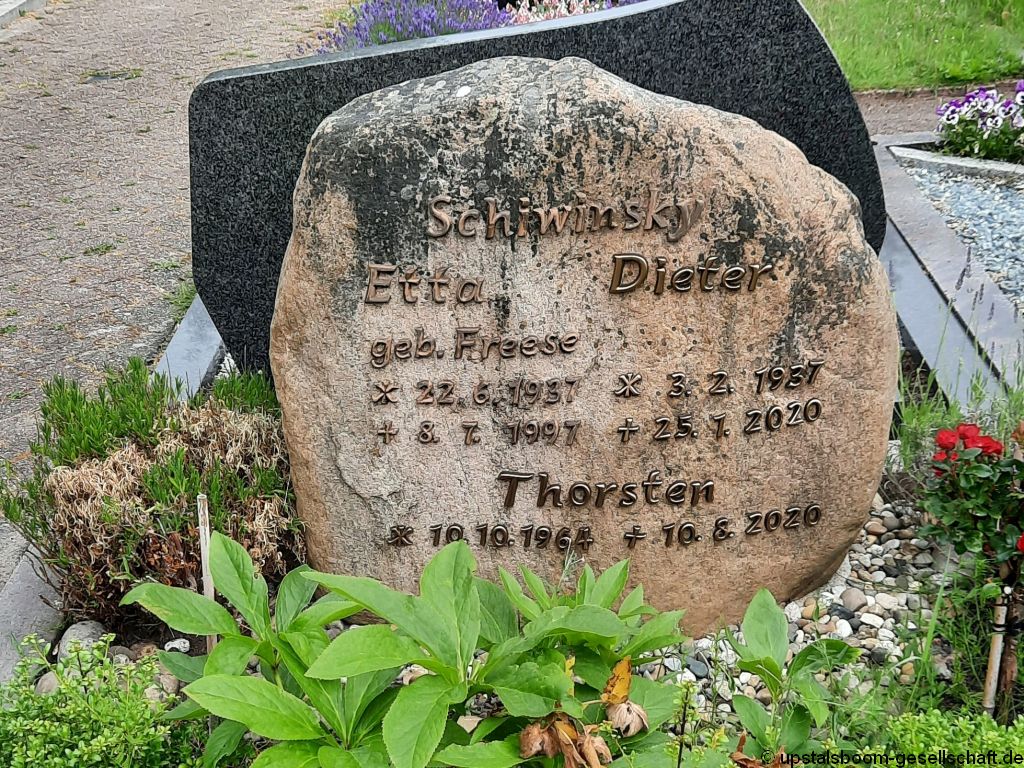 Schiwinsky
Etta Dieter
geb. Freese
* 22. 6. 1937 * 3. 2. 1937
+ 8. 7. 1997 + 25. 1. 2020
Thorsten
* 10.10.1964 + 10. 8. 2020
© upstalsboom-gesellschaft.de